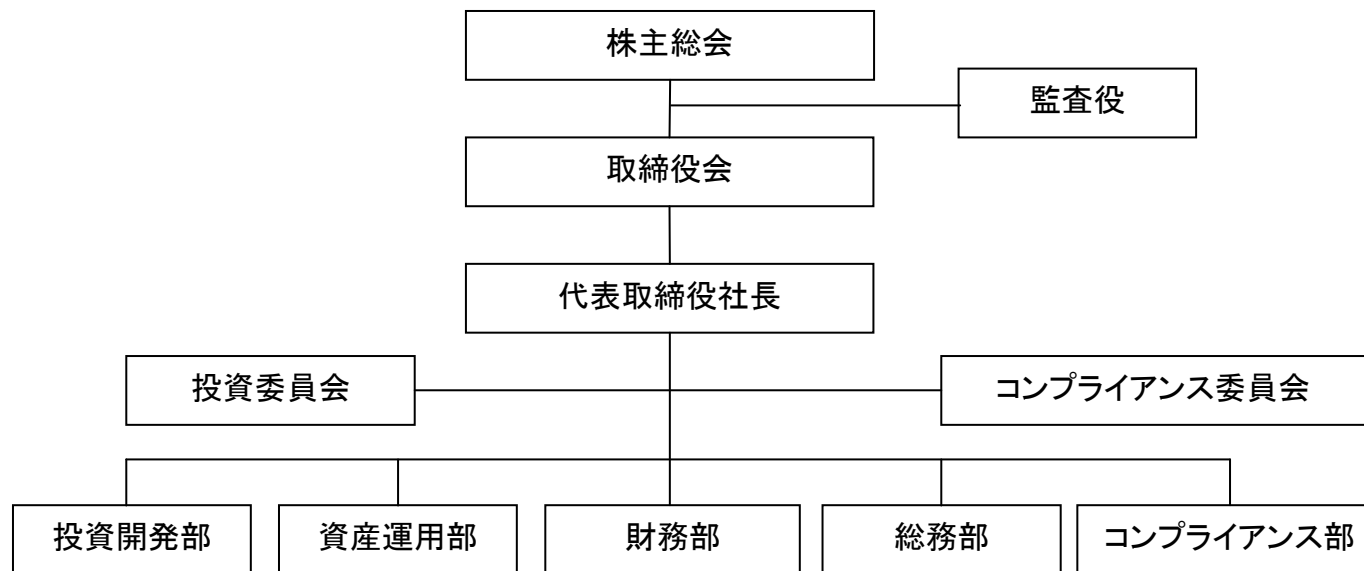 株主総会
監査役
取締役会
代表取締役社長
投資委員会
コンプライアンス委員会
投資開発部
資産運用部
財務部
総務部
コンプライアンス部